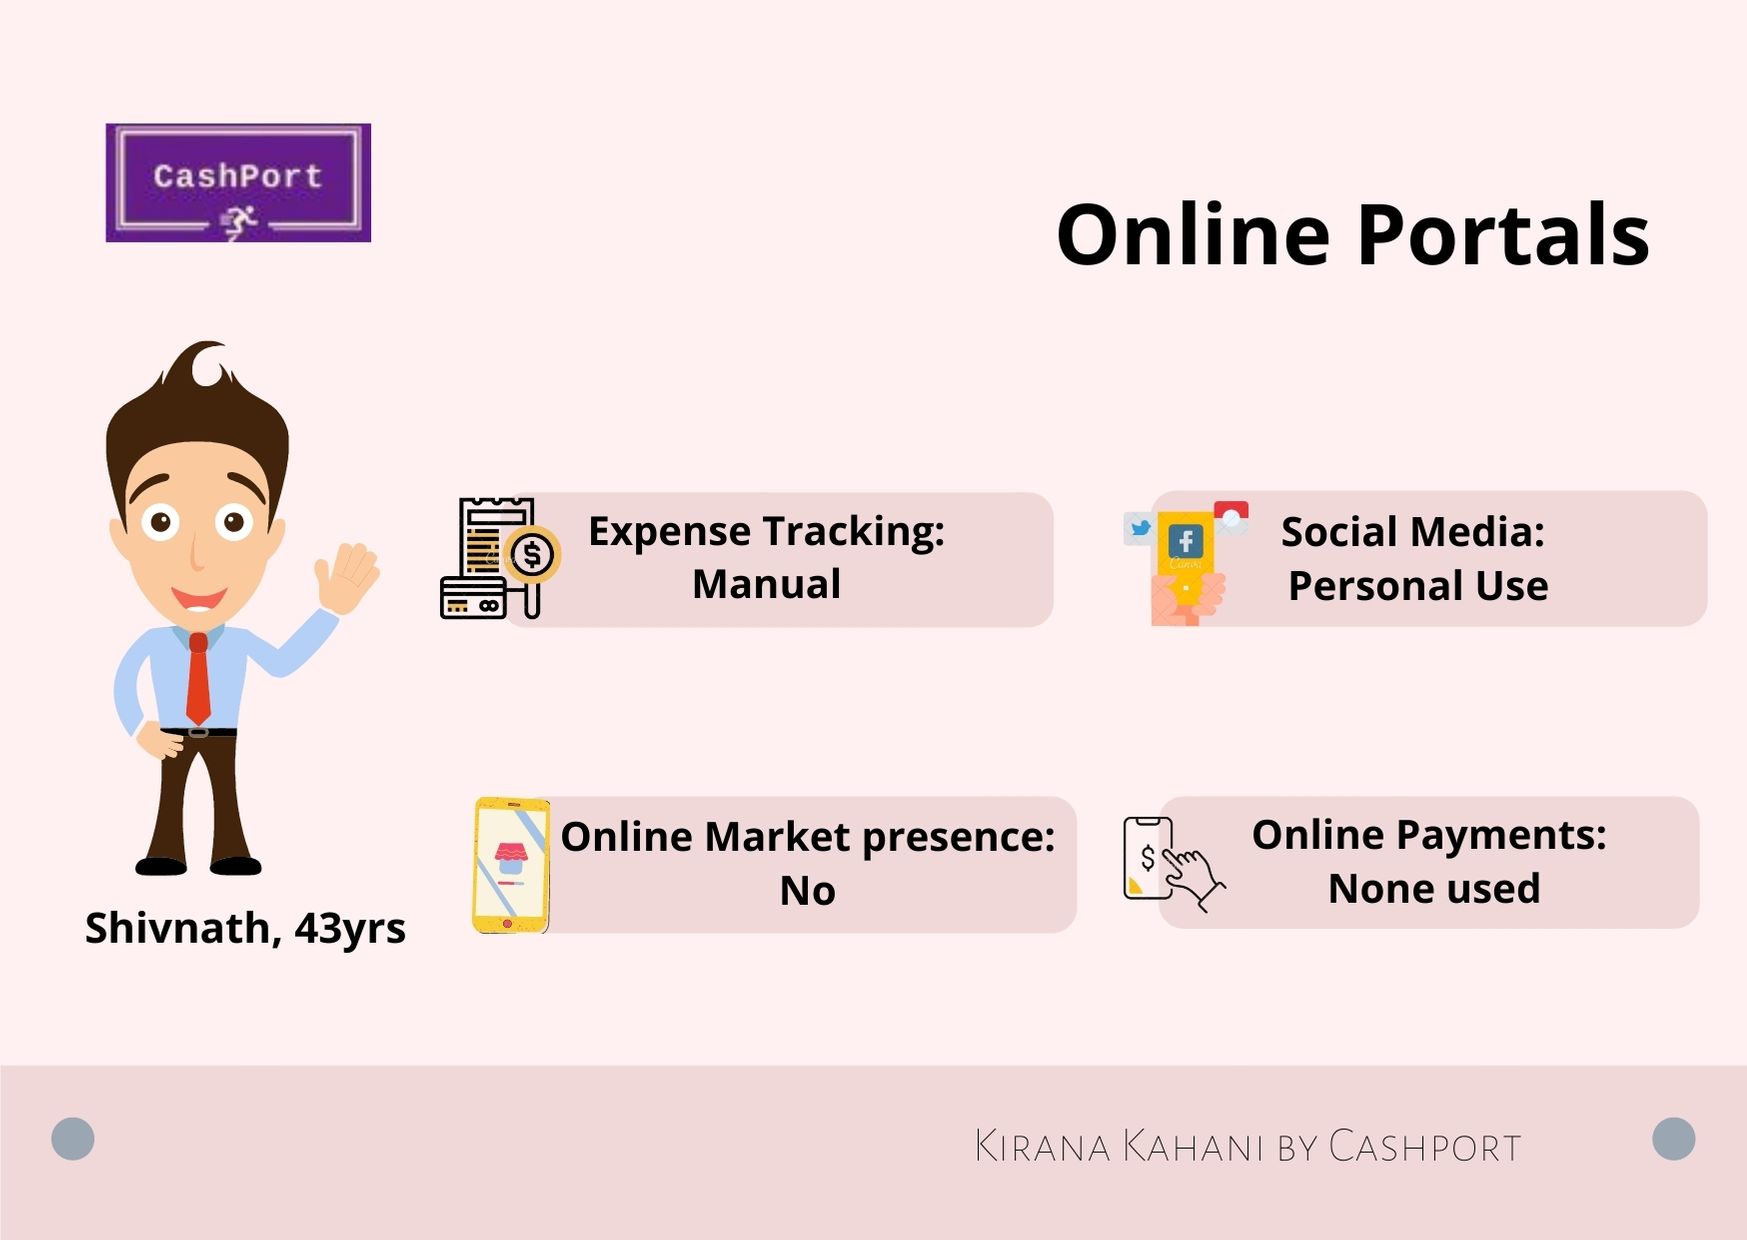 CashPort
Online Portals
Expense Tracking:
Manual
Social Media:
Personal Use
Online Market presence:
No
Online Payments:
None used
Shivnath, 43yrs
Kirana Kahani by Cashport